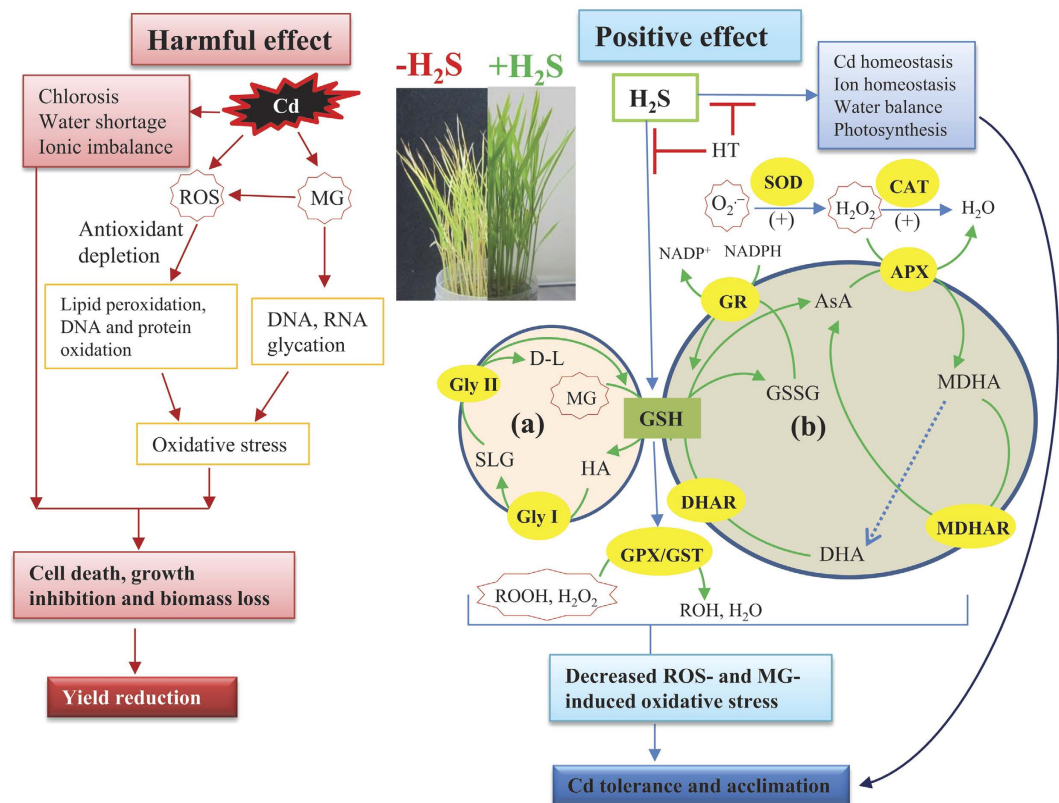 Harmful effect
Chlorosis
Water shortage
Ionic imbalance
Cd
ROS
MG
Antioxidant
depletion
Lipid peroxidation,
DNA and protein
oxidation
DNA, RNA
glycation
Oxidative stress
Cell death, growth
inhibition and biomass loss
Yield reduction
-H₂S
+H₂S
Positive effect
H₂S
Cd homeostasis
Ion homeostasis
Water balance
Photosynthesis
HT
O₂·⁻
SOD
(+)
H₂O₂
CAT
(+)
H₂O
NADP⁺
NADPH
GR
AsA
APX
MDHA
GSSG
(b)
GSH
DHAR
DHA
MDHAR
Gly II
D-L
MG
(a)
SLG
HA
Gly I
GPX/GST
ROOH, H₂O₂
ROH, H₂O
Decreased ROS- and MG-
induced oxidative stress
Cd tolerance and acclimation